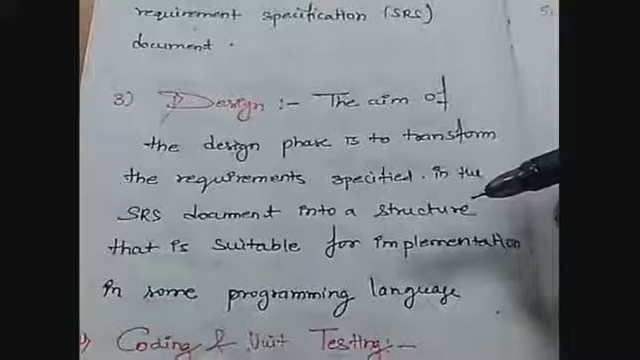 requirement specification (SRS)
document.
3) Design :- The aim of
the design phase is to transform
the requirements specified. in the
SRS document into a structure
that is suitable for implementation
in some programming language
Coding & Unit Testing:-